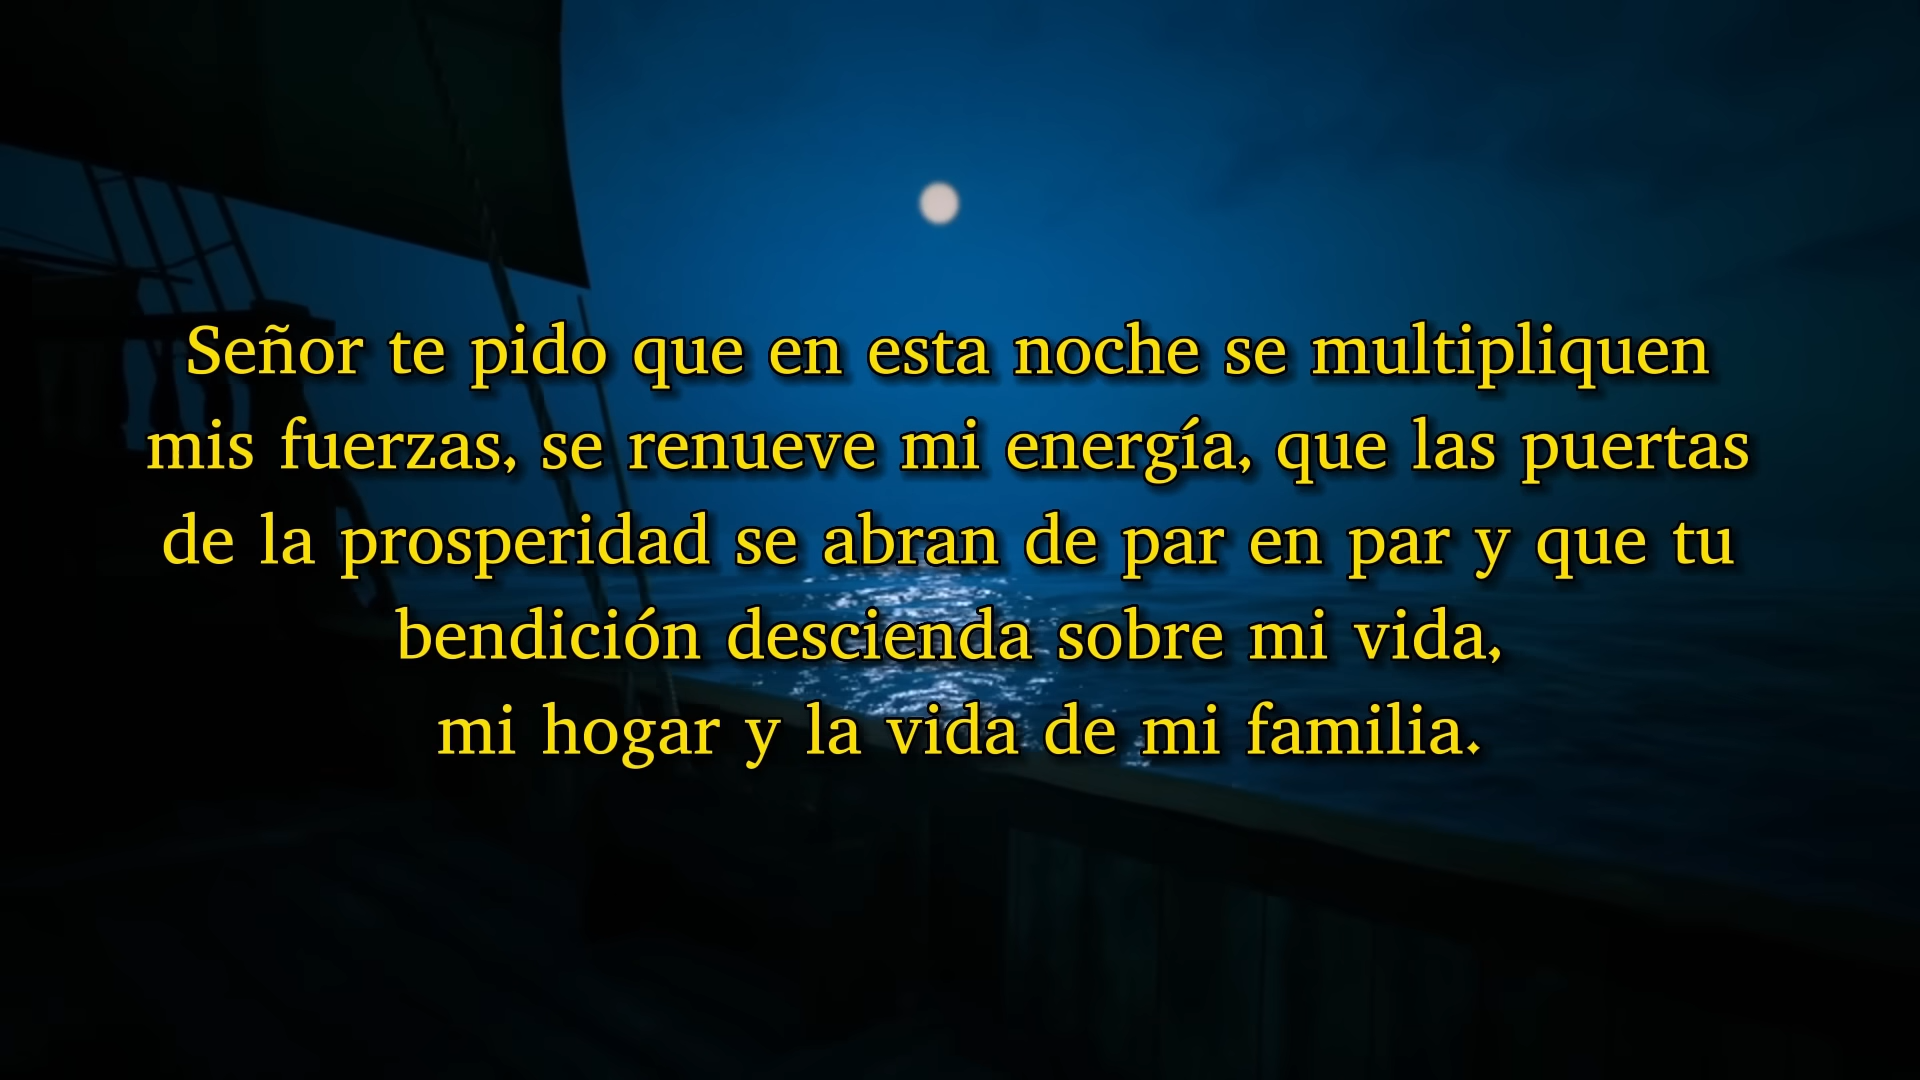 Señor te pido que en esta noche se multipliquen
mis fuerzas, se renueve mi energía, que las puertas
de la prosperidad se abran de par en par y que tu
bendición descienda sobre mi vida,
mi hogar y la vida de mi familia.